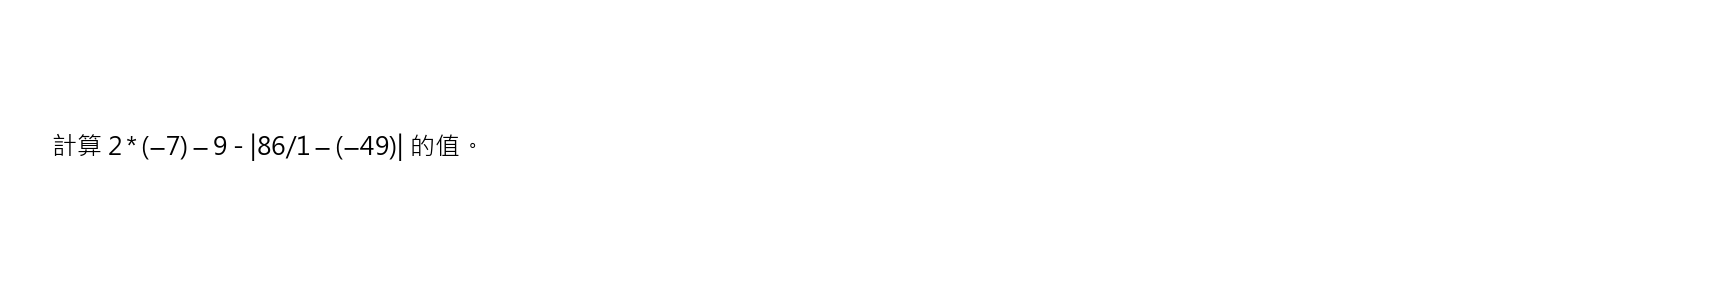 計算 2 * (–7) – 9 - |86/1 – (–49)| 的值。